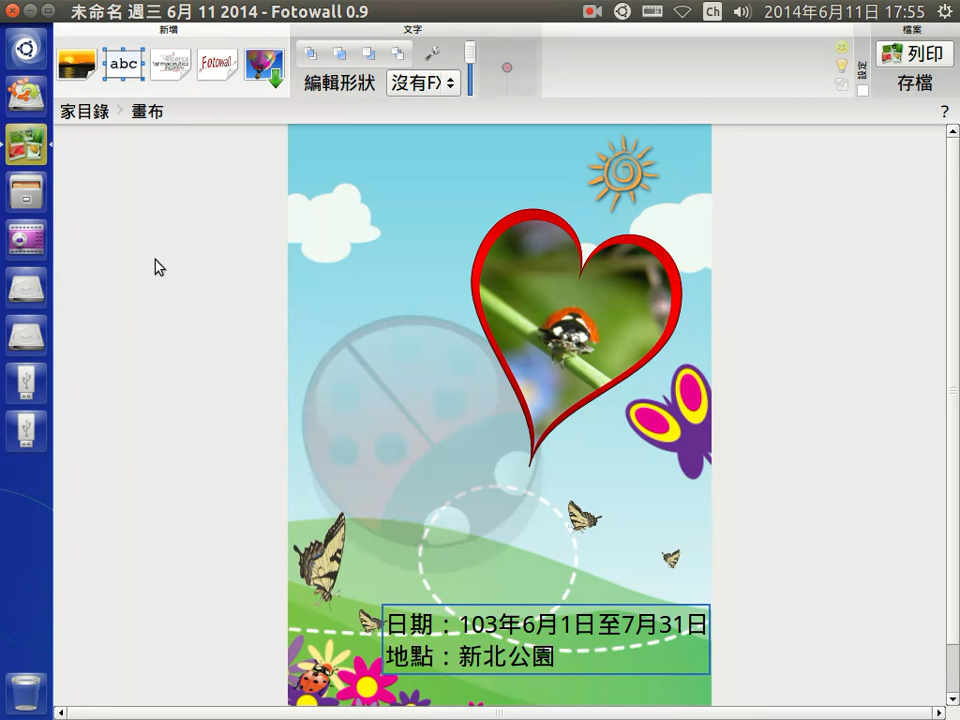 未命名 週三 6月 11 2014 - Fotowall 0.9
Ch
2014年6月11日 17:55
新增
文字
檔案
abc
Fotowall
編輯形狀
沒有FX
設定
列印
存檔
家目錄
畫布
?
日期：103年6月1日至7月31日
地點：新北公園